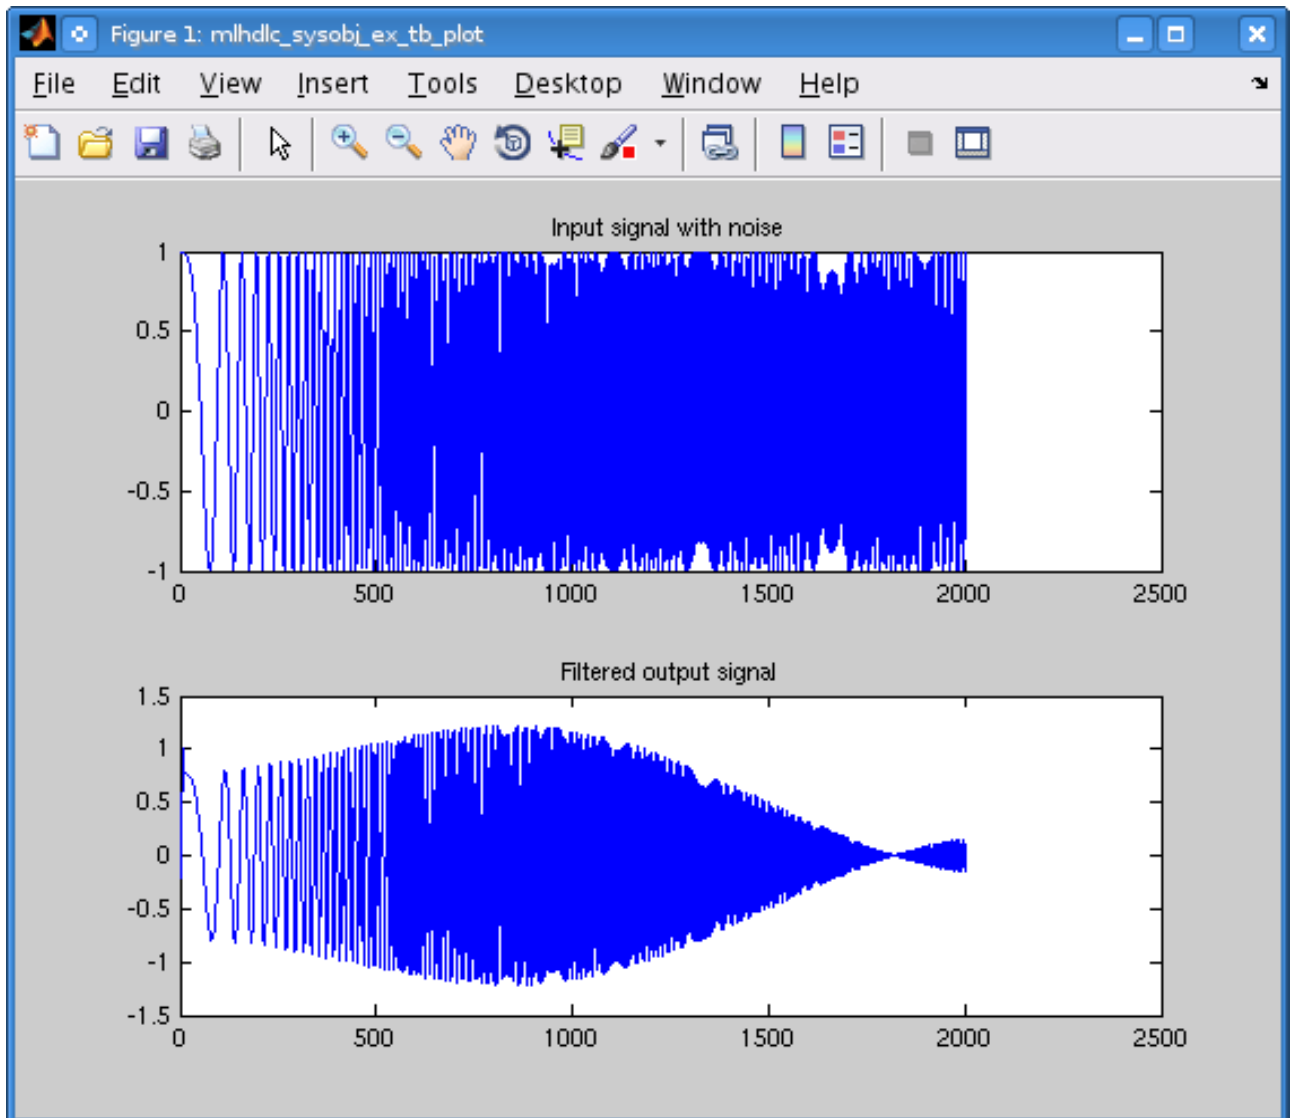 Figure 1: mlhdlc_sysobj_ex_tb_plot
File Edit View Insert Tools Desktop Window Help
Input signal with noise
1
0.5
0
-0.5
-1
0 500 1000 1500 2000 2500
Filtered output signal
1.5
1
0.5
0
-0.5
-1
-1.5
0 500 1000 1500 2000 2500